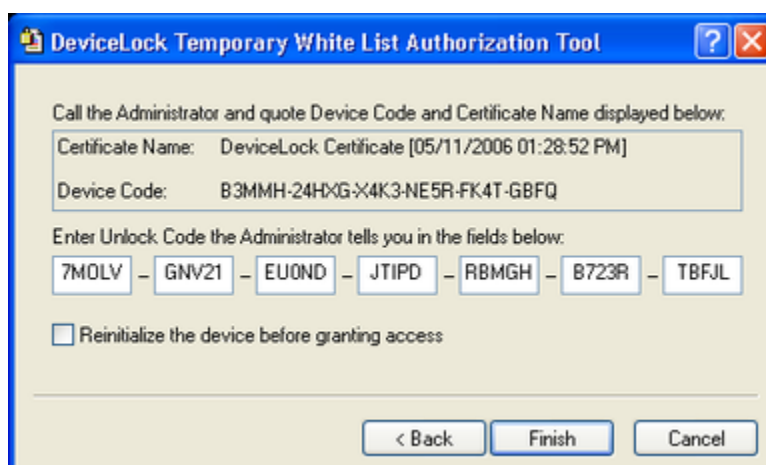 DeviceLock Temporary White List Authorization Tool
Call the Administrator and quote Device Code and Certificate Name displayed below:
Certificate Name: DeviceLock Certificate [05/11/2006 01:28:52 PM]
Device Code: B3MMH-24HXG-X4K3-NE5R-FK4T-GBFQ
Enter Unlock Code the Administrator tells you in the fields below:
7MOLV - GNV21 - EU0ND - JTIPD - RBMGH - B723R - TBFJL
Reinitialize the device before granting access
< Back Finish Cancel